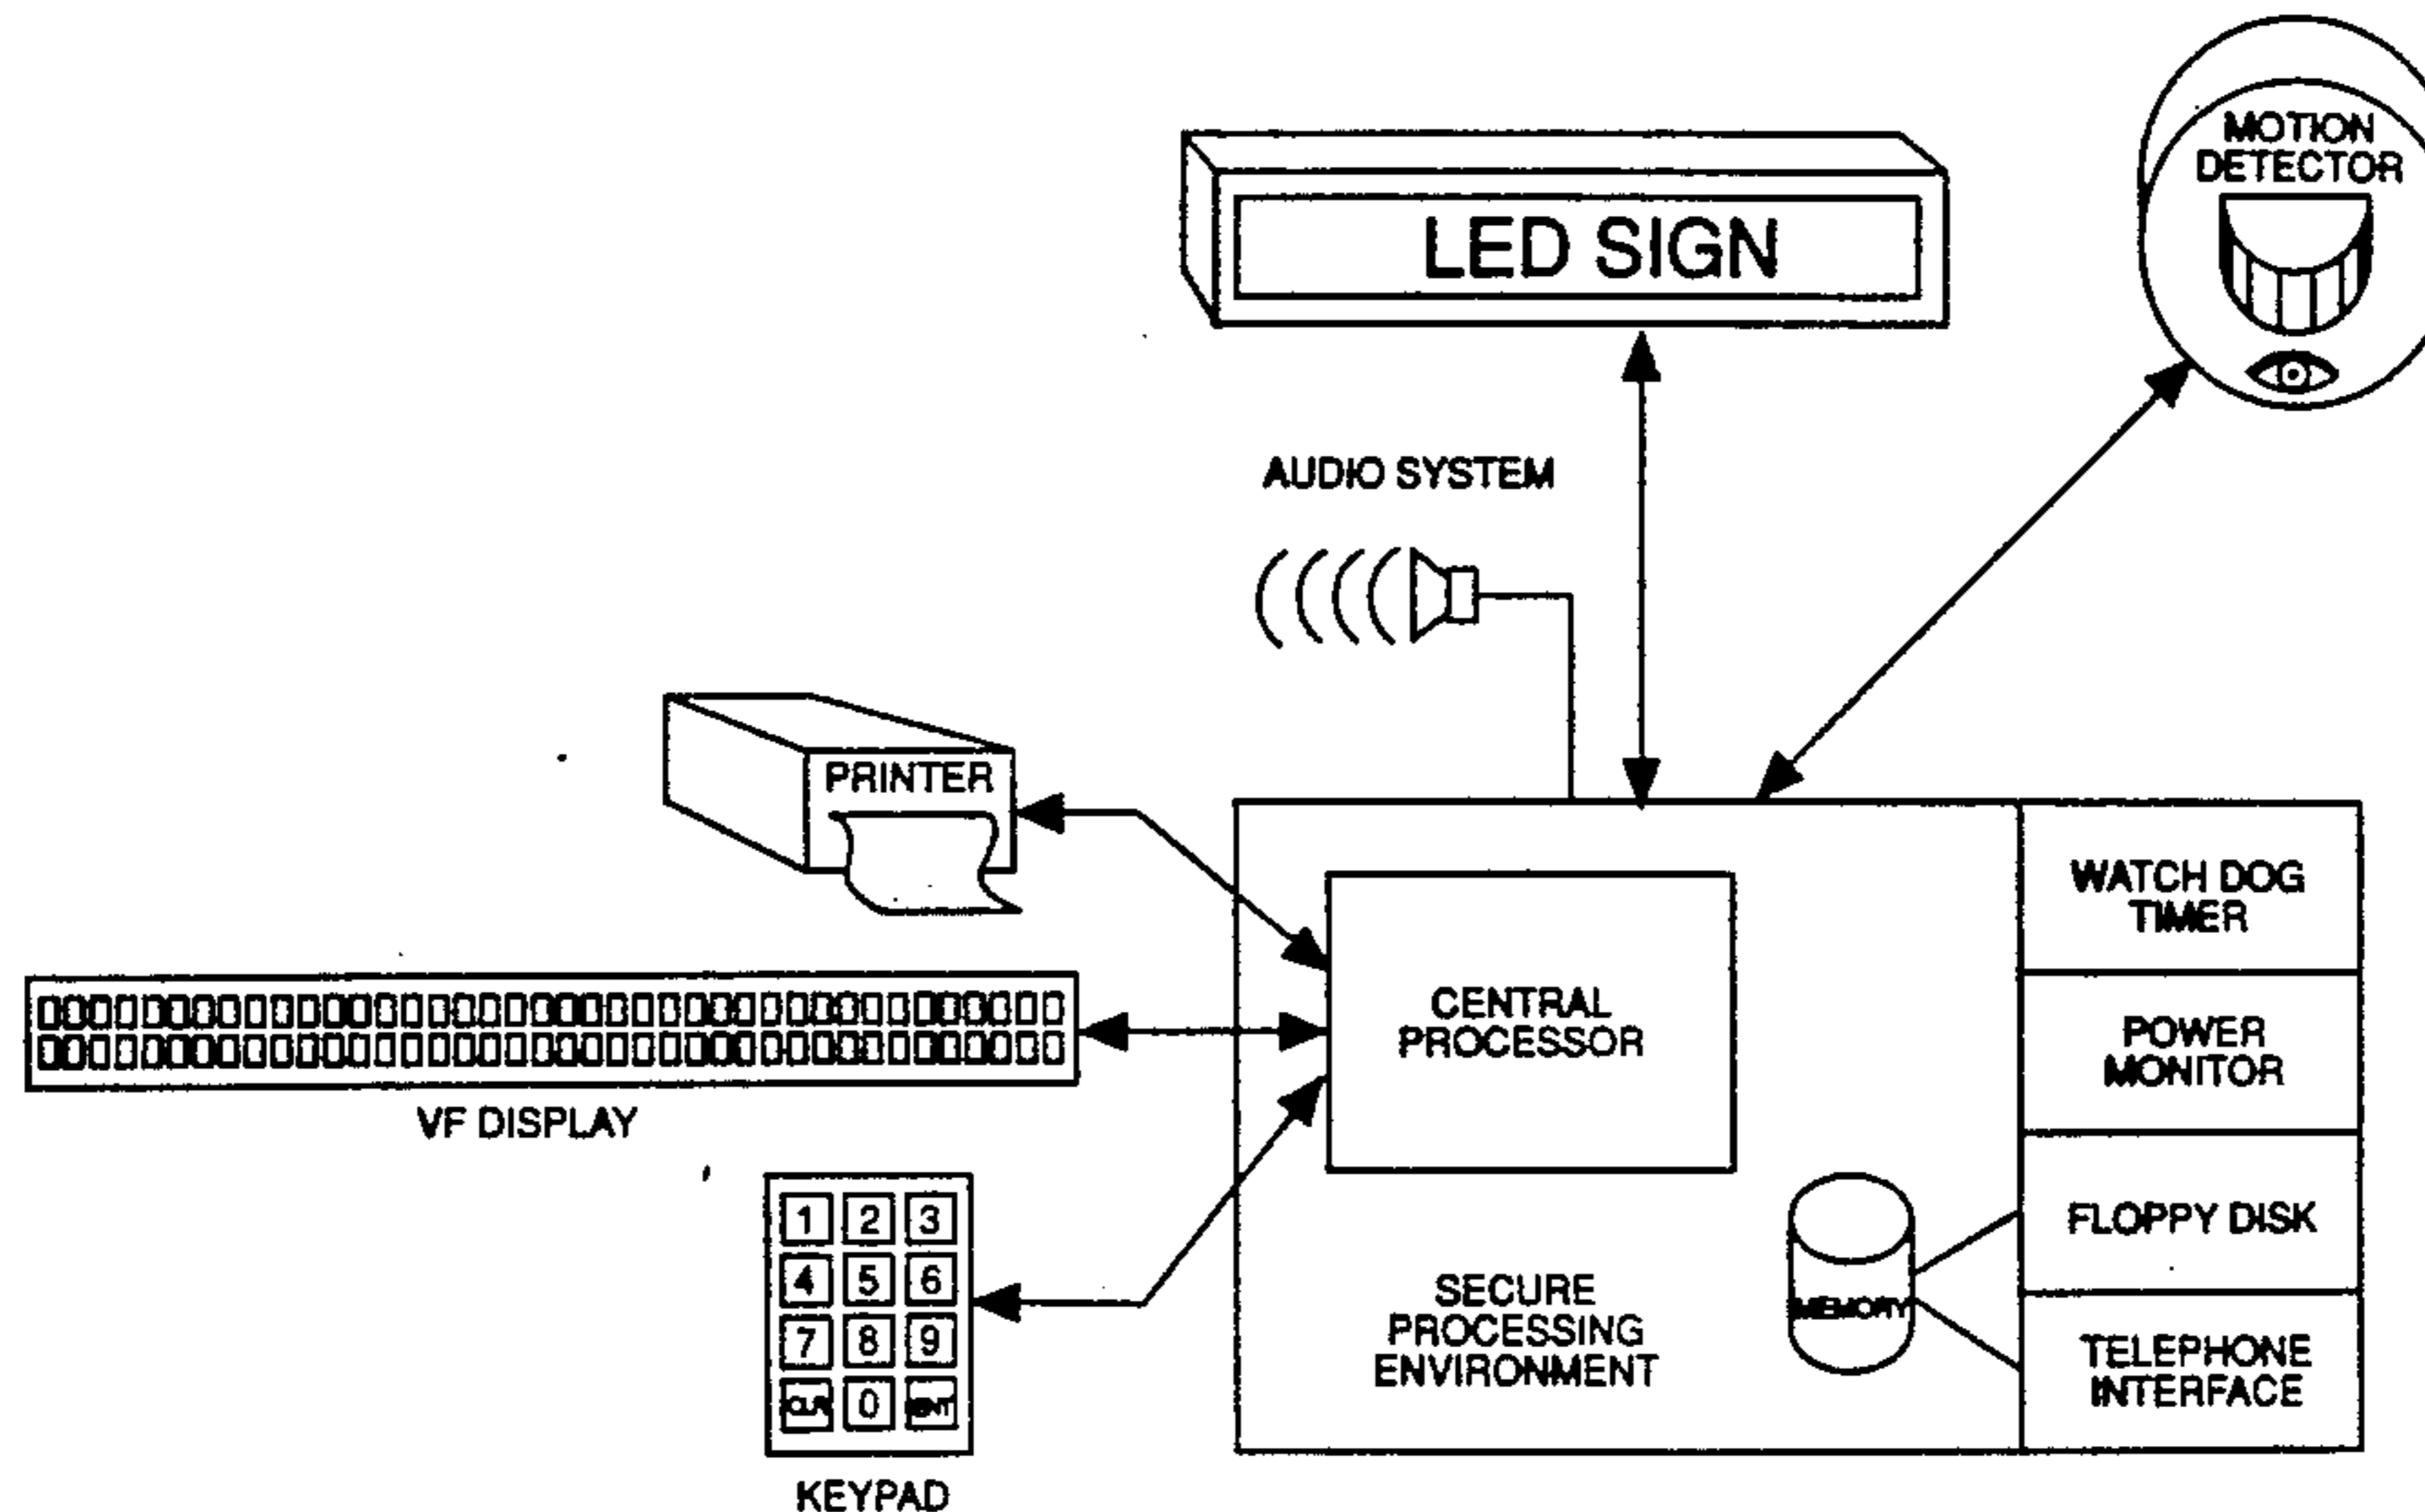 MOTION
DETECTOR
LED SIGN
AUDIO SYSTEM
PRINTER
WATCH DOG
TIMER
CENTRAL
PROCESSOR
POWER
MONITOR
VF DISPLAY
FLOPPY DISK
1 2 3
4 5 6
7 8 9
CLR 0 ENT
SECURE
PROCESSING
ENVIRONMENT
MEMORY
TELEPHONE
INTERFACE
KEYPAD